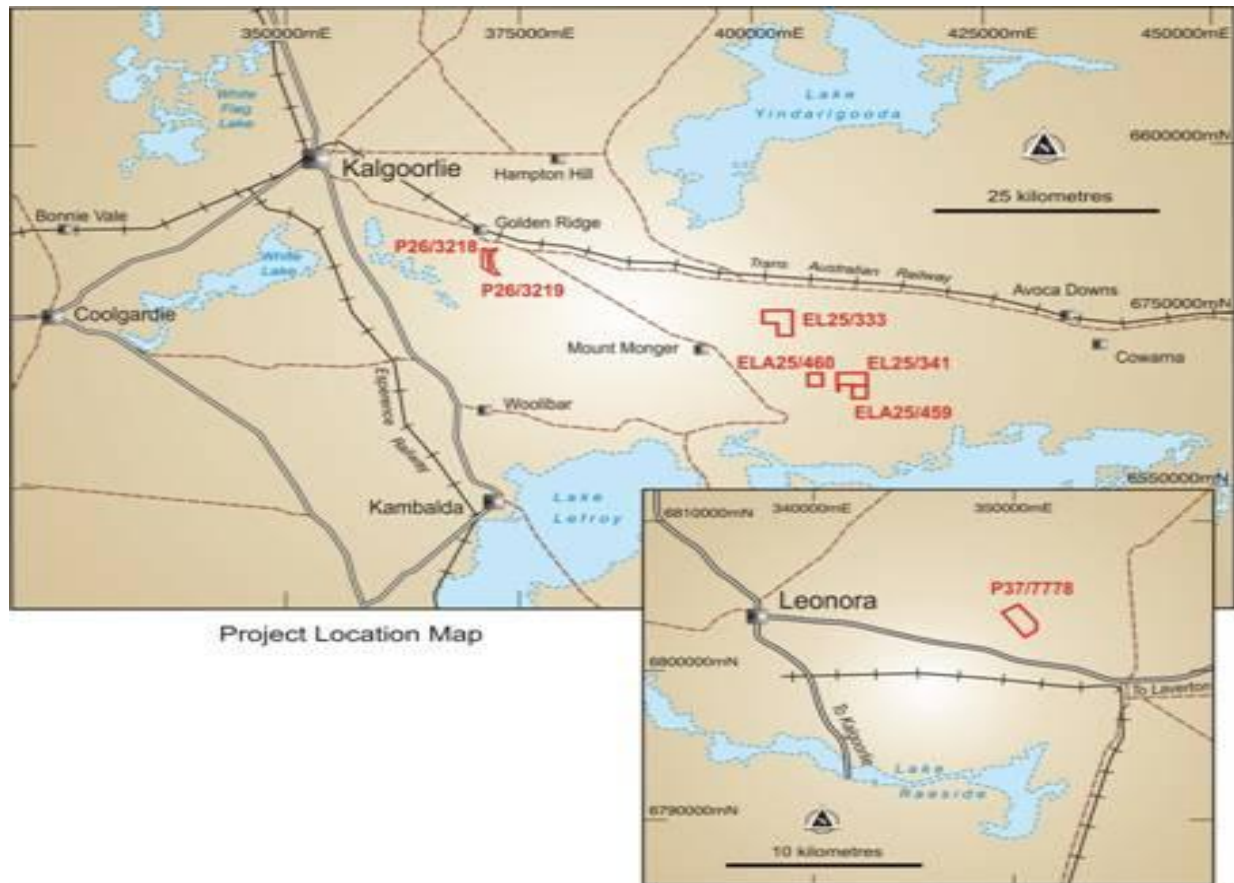 350000mE
375000mE
400000mE
425000mE
450000mE
White
Flag
Lake
Lake
Yindarigooda
6600000mN
Kalgoorlie
Hampton Hill
25 kilometres
Bonnie Vale
Golden Ridge
P26/3218
White
Lake
P26/3219
Trans Australian Railway
Avoca Downs
6750000mN
Coolgardie
EL25/333
Mount Monger
Cowarna
ELA25/460
EL25/341
ELA25/459
Esperence
Railway
Woolibar
6550000mN
Kambalda
Lake
Lefroy
Project Location Map
6810000mN
340000mE
350000mE
P37/7778
Leonora
6800000mN
To Laverton
To Kalgoorlie
Lake
Raeside
6790000mN
10 kilometres